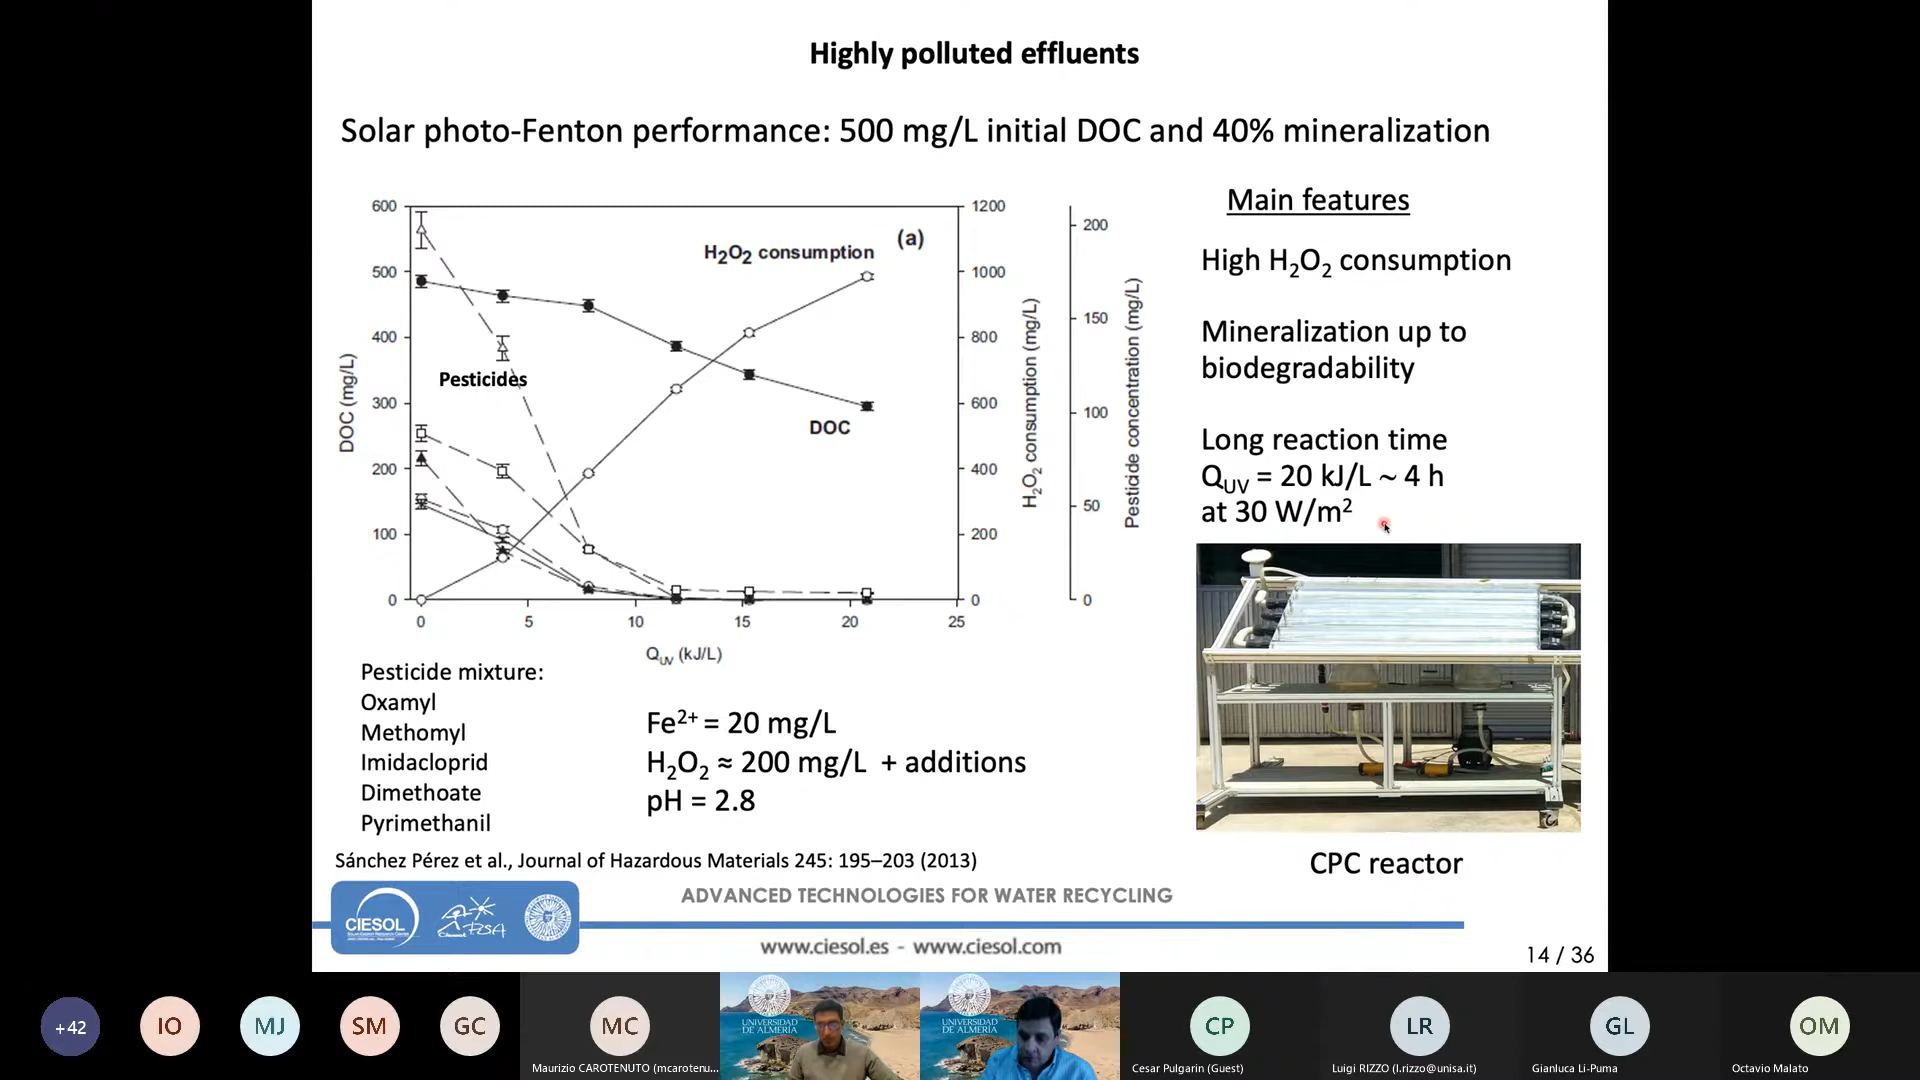 Highly polluted effluents
Solar photo-Fenton performance: 500 mg/L initial DOC and 40% mineralization
600
500
400
300
200
100
0
DOC (mg/L)
0
5
10
15
20
25
Q_UV (kJ/L)
H₂O₂ consumption
(a)
Pesticides
DOC
1200
1000
800
600
400
200
0
H₂O₂ consumption (mg/L)
200
150
100
50
0
Pesticide concentration (mg/L)
Main features
High H₂O₂ consumption
Mineralization up to
biodegradability
Long reaction time
Q_UV = 20 kJ/L ~ 4 h
at 30 W/m²
Pesticide mixture:
Oxamyl
Methomyl
Imidacloprid
Dimethoate
Pyrimethanil
Fe²⁺ = 20 mg/L
H₂O₂ ≈ 200 mg/L + additions
pH = 2.8
CPC reactor
Sánchez Pérez et al., Journal of Hazardous Materials 245: 195–203 (2013)
CIESOL
PSA
ADVANCED TECHNOLOGIES FOR WATER RECYCLING
www.ciesol.es - www.ciesol.com
14 / 36
+42
IO
MJ
SM
GC
MC
Maurizio CAROTENUTO (mcarotenu...
UNIVERSIDAD
DE ALMERÍA
UNIVERSIDAD
DE ALMERÍA
CP
Cesar Pulgarin (Guest)
LR
Luigi RIZZO (l.rizzo@unisa.it)
GL
Gianluca Li-Puma
OM
Octavio Malato